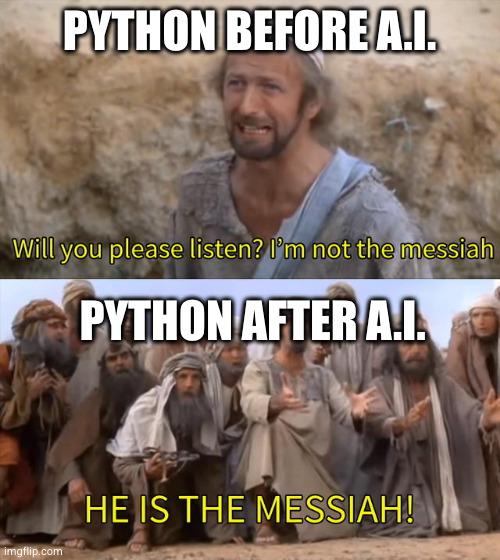 PYTHON BEFORE A.I.
Will you please listen? I'm not the messiah
PYTHON AFTER A.I.
HE IS THE MESSIAH!
imgflip.com